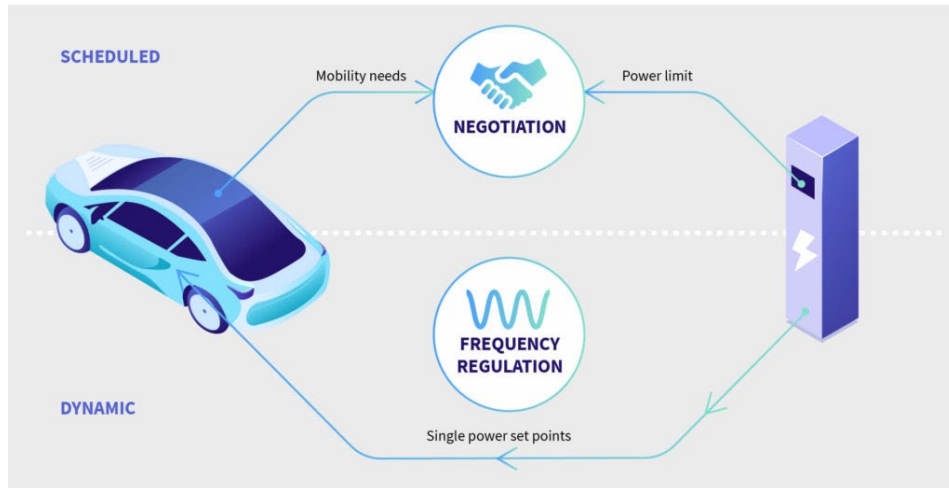 SCHEDULED
Mobility needs
Power limit
NEGOTIATION
FREQUENCY
REGULATION
DYNAMIC
Single power set points